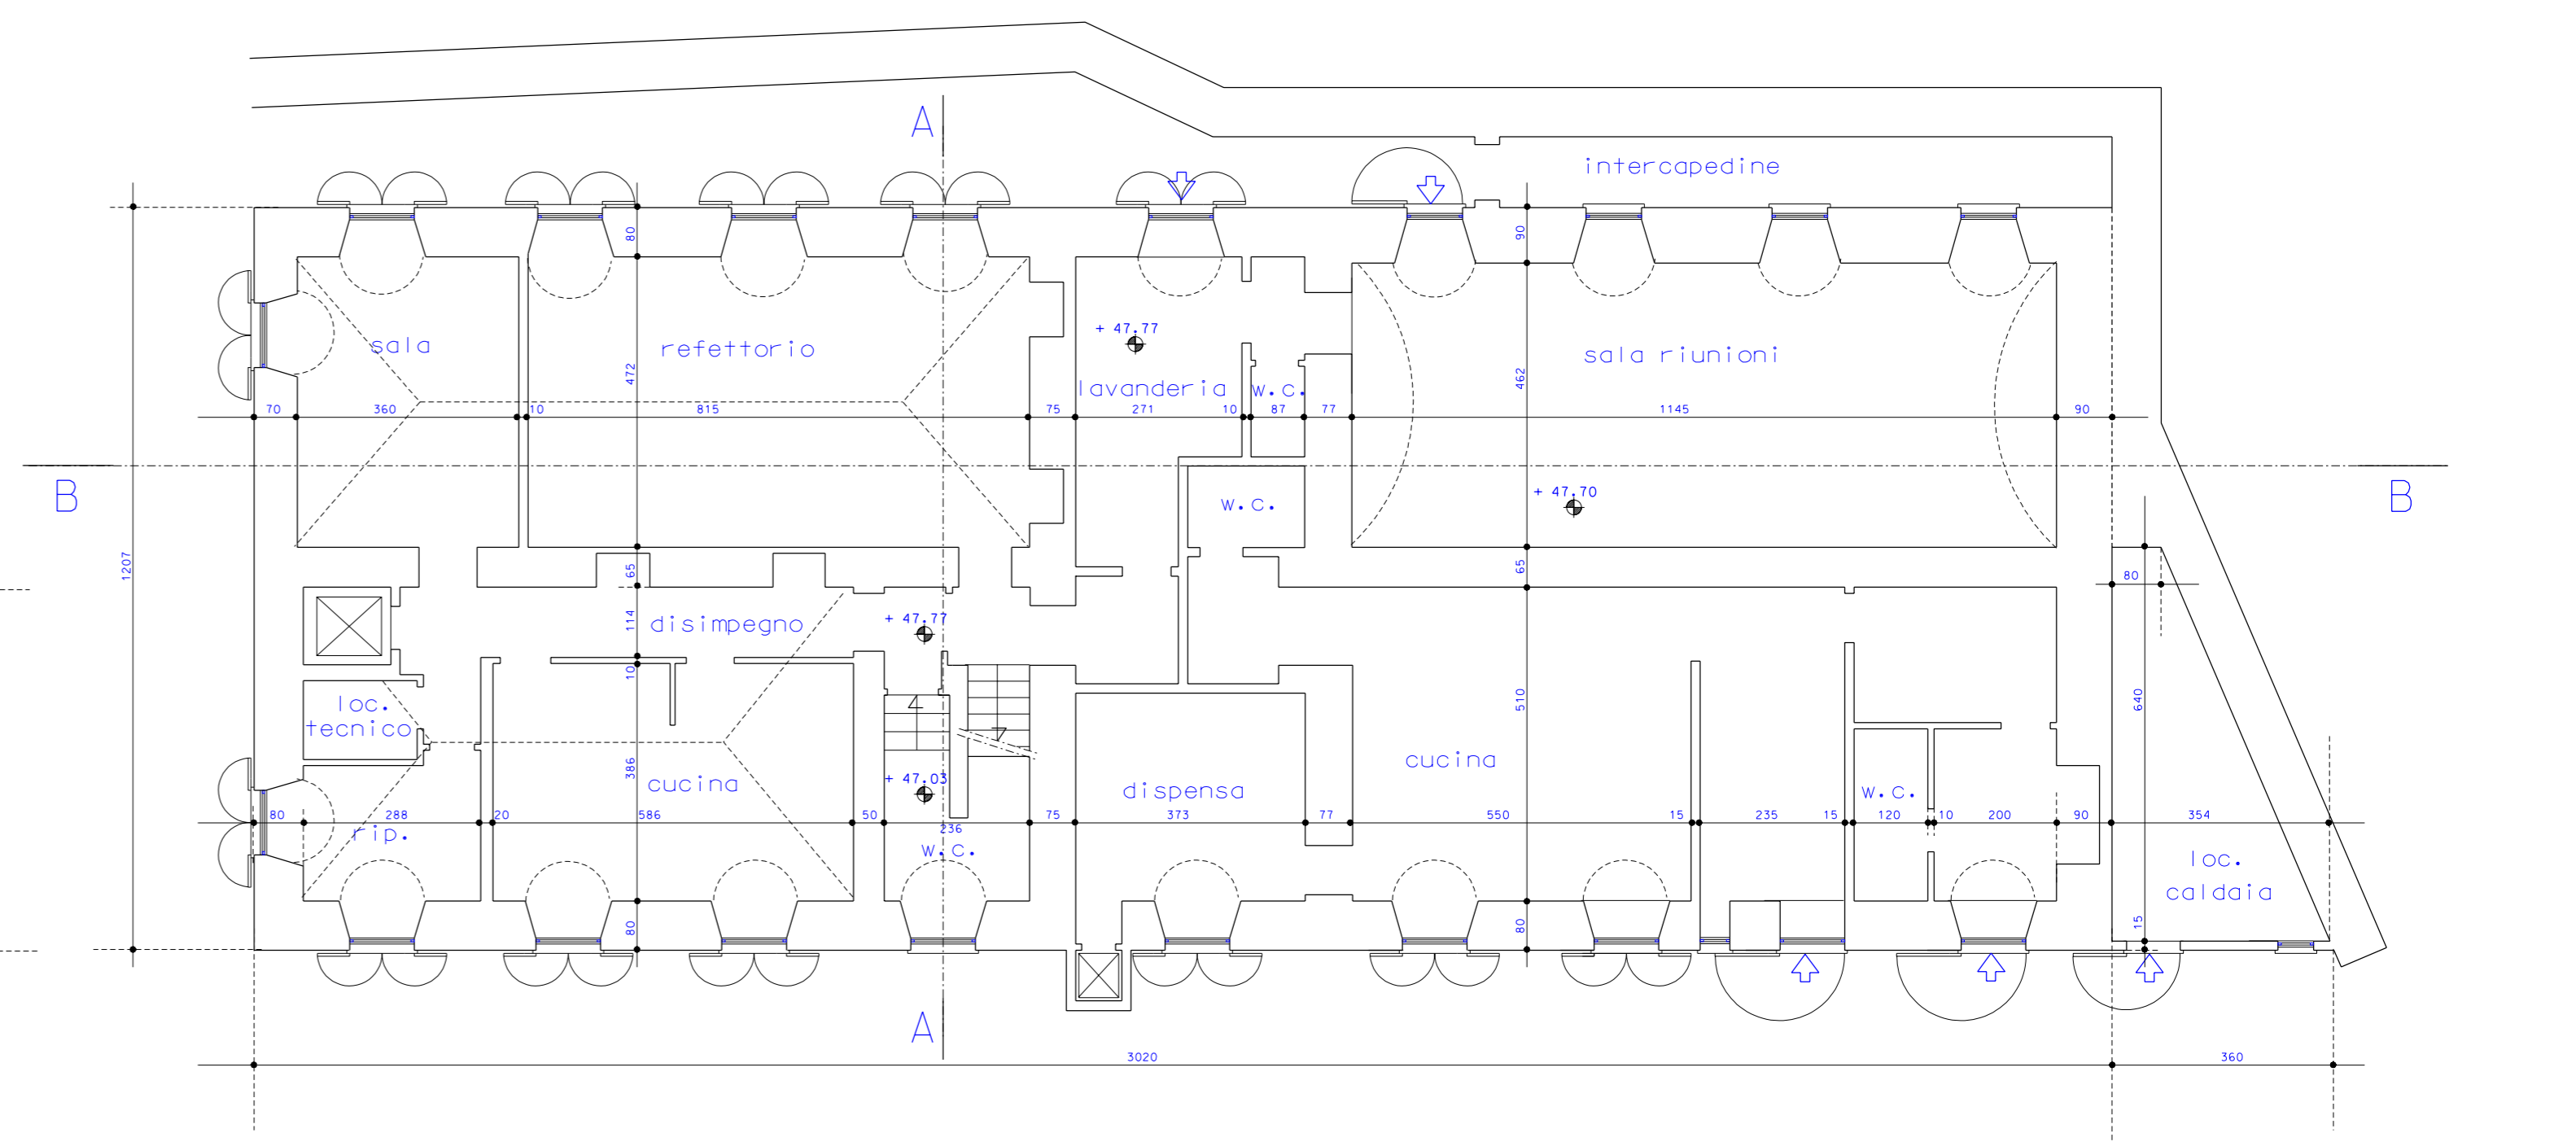 A
intercapedine
80
90
+ 47.77
sala
refettorio
sala riunioni
472
462
lavanderia
w.c.
70
360
10
815
75
271
10
87
77
1145
90
B
B
+ 47.70
w.c.
1207
65
65
80
114
disimpegno
+ 47.77
10
loc.
tecnico
510
640
386
cucina
+ 47.03
cucina
dispensa
w.c.
80
288
20
586
50
236
75
373
77
550
15
235
15
120
10
200
90
354
rip.
w.c.
loc.
caldaia
80
80
15
A
3020
360